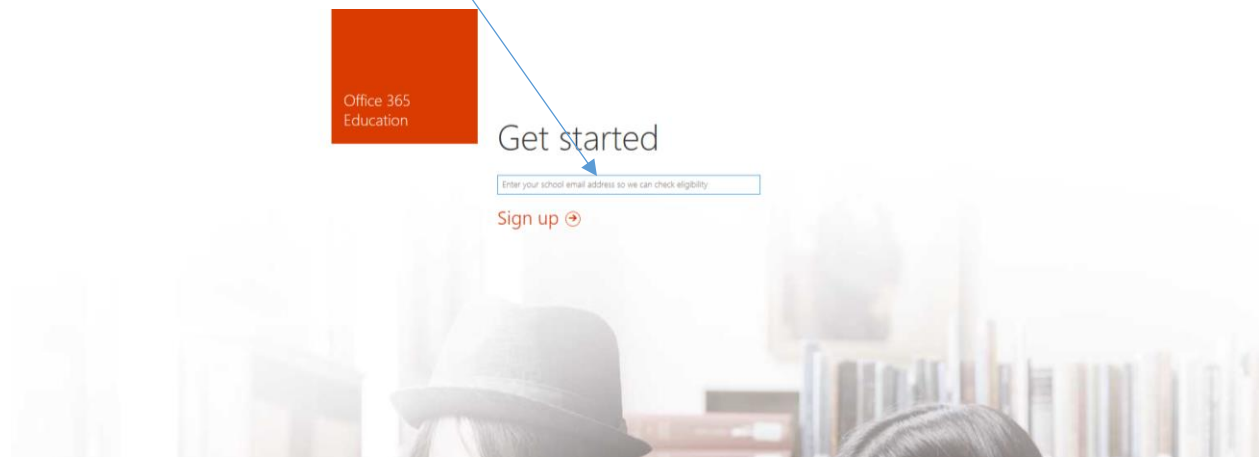 Office 365
Education
Get started
Enter your school email address so we can check eligibility
Sign up